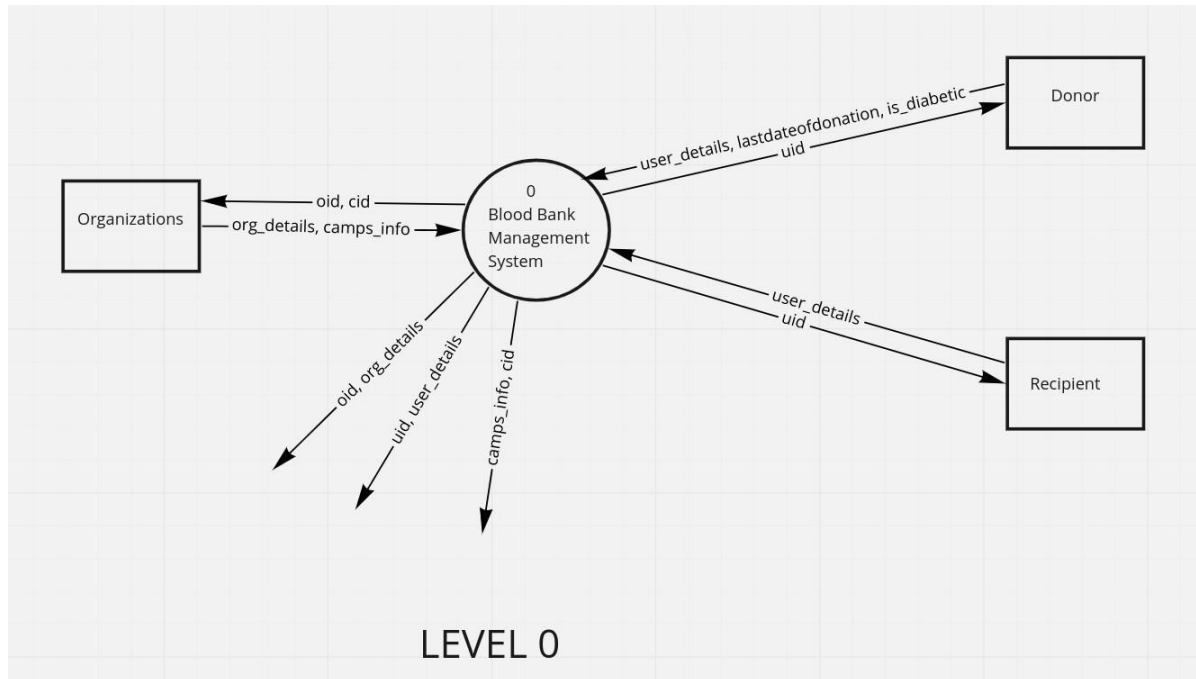 Donor
user_details, lastdateofdonation, is_diabetic
uid
0
Blood Bank
Management
System
oid, cid
Organizations
org_details, camps_info
user_details
uid
Recipient
oid, org_details
uid, user_details
camps_info, cid
LEVEL 0